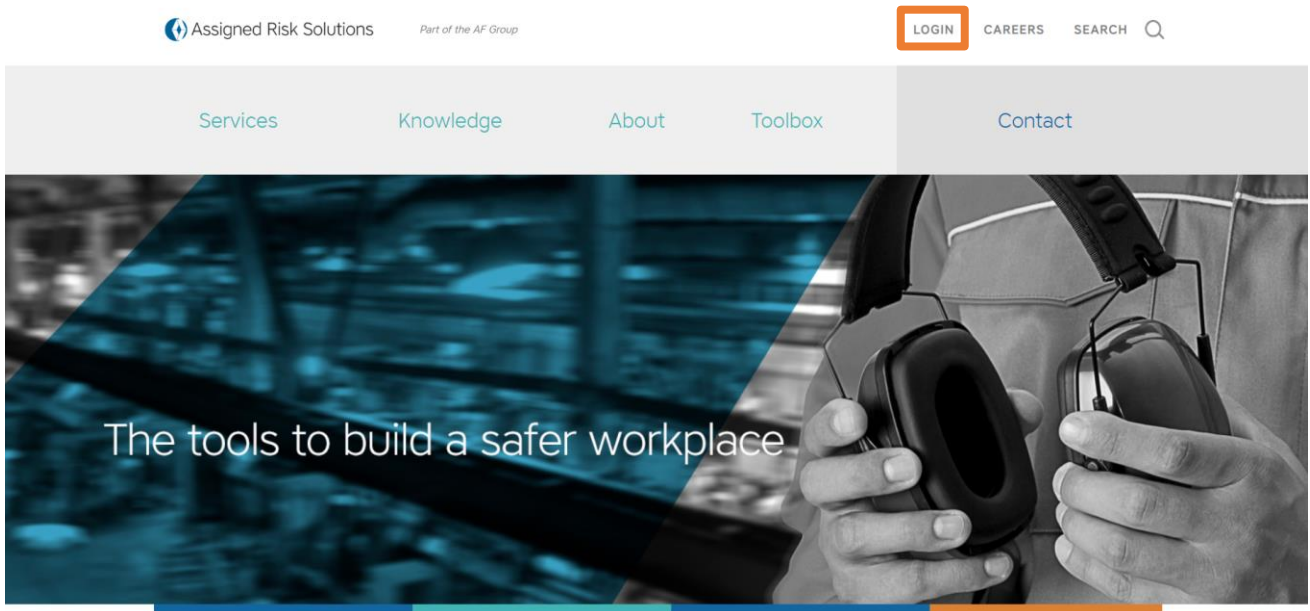 Assigned Risk Solutions Part of the AF Group LOGIN CAREERS SEARCH
Services Knowledge About Toolbox Contact
The tools to build a safer workplace